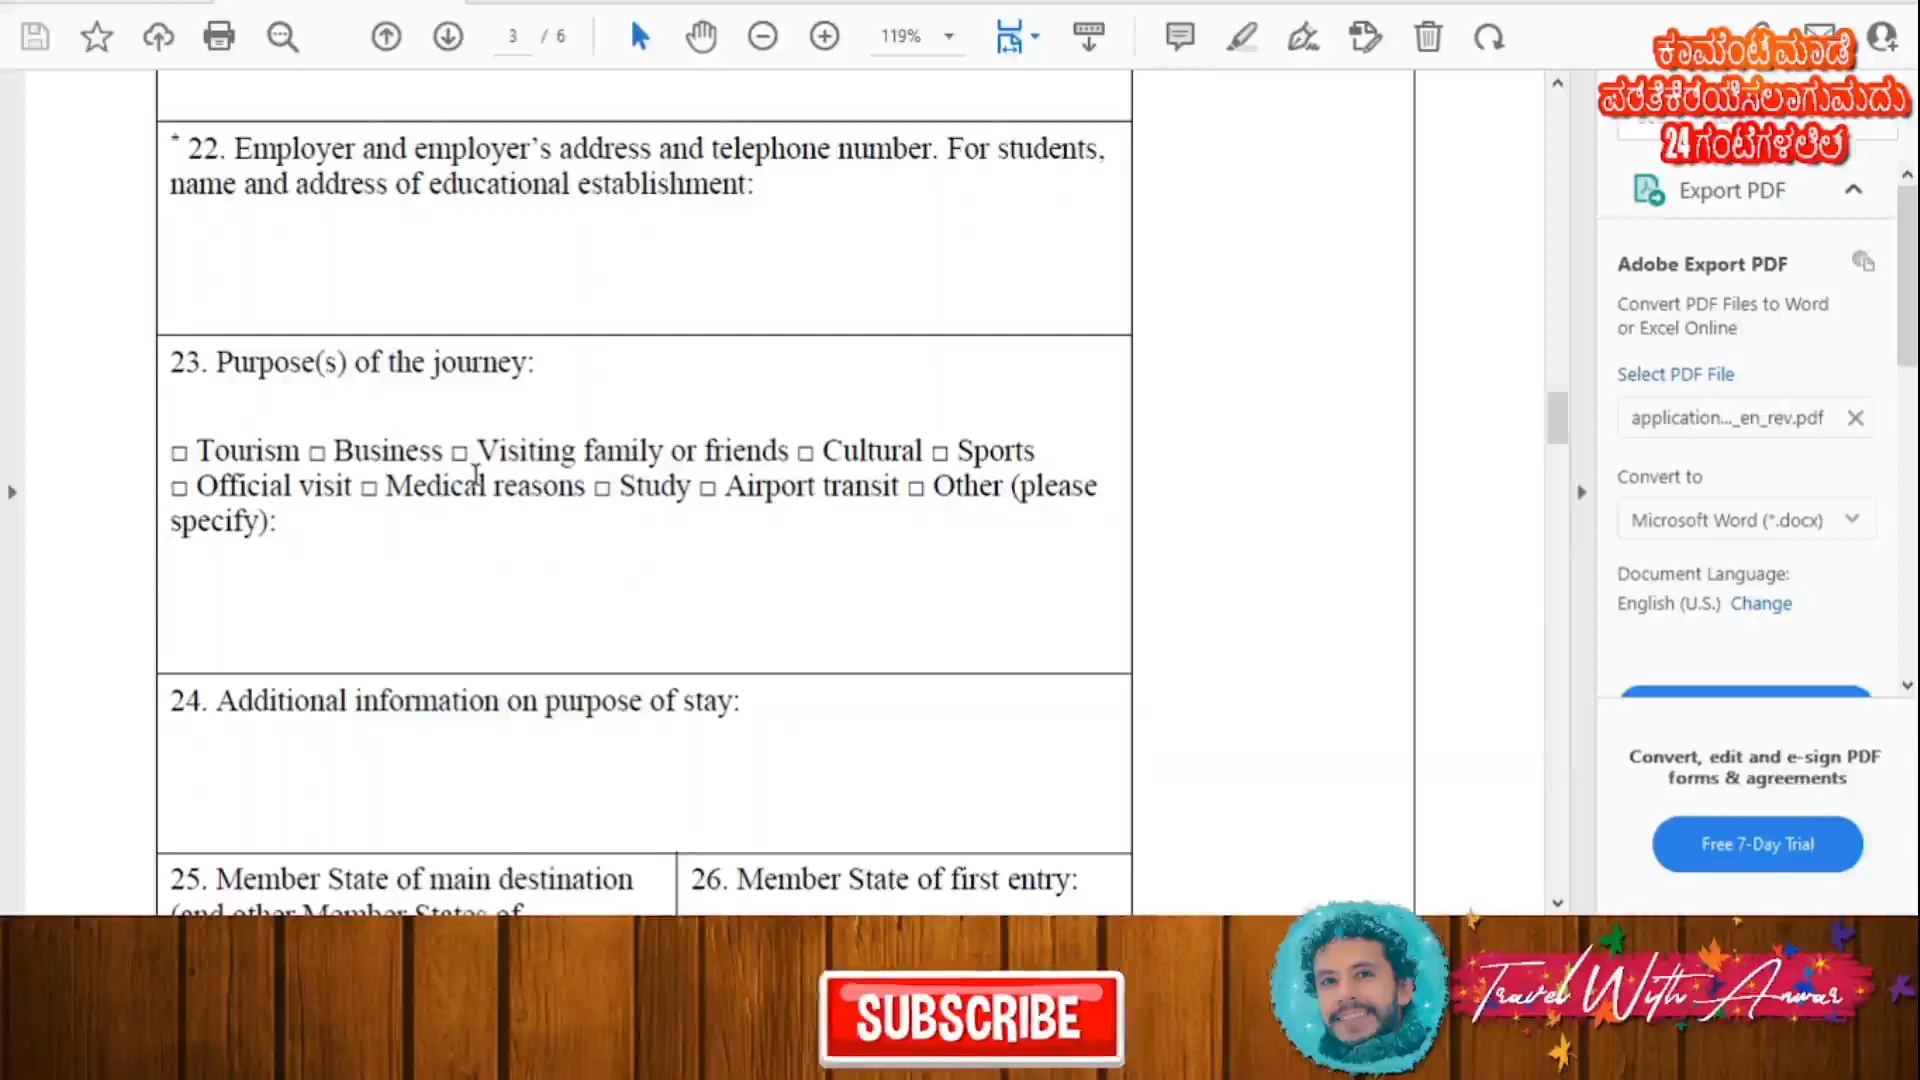 3 / 6
119%
ಕಾಮೆಂಟ್ ಮಾಡಿ
24 ಗಂಟೆಗಳಲ್ಲಿ
* 22. Employer and employer’s address and telephone number. For students,
name and address of educational establishment:
23. Purpose(s) of the journey:
□ Tourism □ Business □ Visiting family or friends □ Cultural □ Sports
□ Official visit □ Medical reasons □ Study □ Airport transit □ Other (please
specify):
24. Additional information on purpose of stay:
25. Member State of main destination
(and other Member States of
26. Member State of first entry:
Export PDF
Adobe Export PDF
Convert PDF Files to Word
or Excel Online
Select PDF File
application..._en_rev.pdf
Convert to
Microsoft Word (*.docx)
Document Language:
English (U.S.) Change
Convert, edit and e-sign PDF
forms & agreements
Free 7-Day Trial
SUBSCRIBE
Travel With Anwar